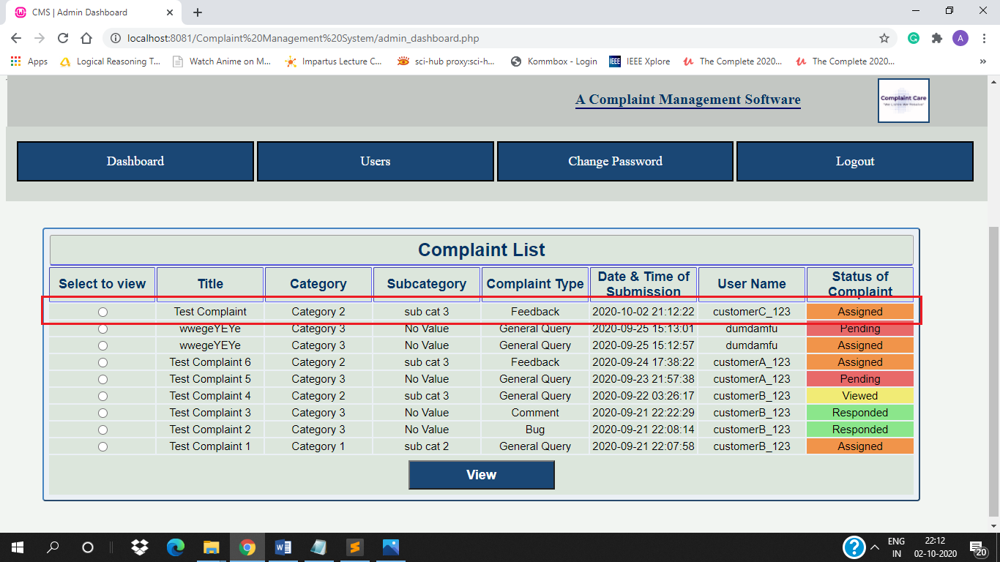 CMS | Admin Dashboard
localhost:8081/Complaint%20Management%20System/admin_dashboard.php
A
Apps Logical Reasoning T... Watch Anime on M... Impartus Lecture C... sci-hub proxy:sci-h... Kommbox - Login IEEE IEEE Xplore The Complete 2020... The Complete 2020... »
A Complaint Management Software
Complaint Care
Dashboard Users Change Password Logout
Complaint List
Select to view Title Category Subcategory Complaint Type Date & Time of Submission User Name Status of Complaint
Test Complaint Category 2 sub cat 3 Feedback 2020-10-02 21:12:22 customerC_123 Assigned
wwegeYEYe Category 3 No Value General Query 2020-09-25 15:13:01 dumdamfu Pending
wwegeYEYe Category 3 No Value General Query 2020-09-25 15:12:57 dumdamfu Assigned
Test Complaint 6 Category 2 sub cat 3 Feedback 2020-09-24 17:38:22 customerA_123 Assigned
Test Complaint 5 Category 3 No Value General Query 2020-09-23 21:57:38 customerA_123 Pending
Test Complaint 4 Category 2 sub cat 3 General Query 2020-09-22 03:26:17 customerB_123 Viewed
Test Complaint 3 Category 3 No Value Comment 2020-09-21 22:22:29 customerB_123 Responded
Test Complaint 2 Category 3 No Value Bug 2020-09-21 22:08:14 customerB_123 Responded
Test Complaint 1 Category 1 sub cat 2 General Query 2020-09-21 22:07:58 customerB_123 Assigned
View
ENG 22:12
IN 02-10-2020 20